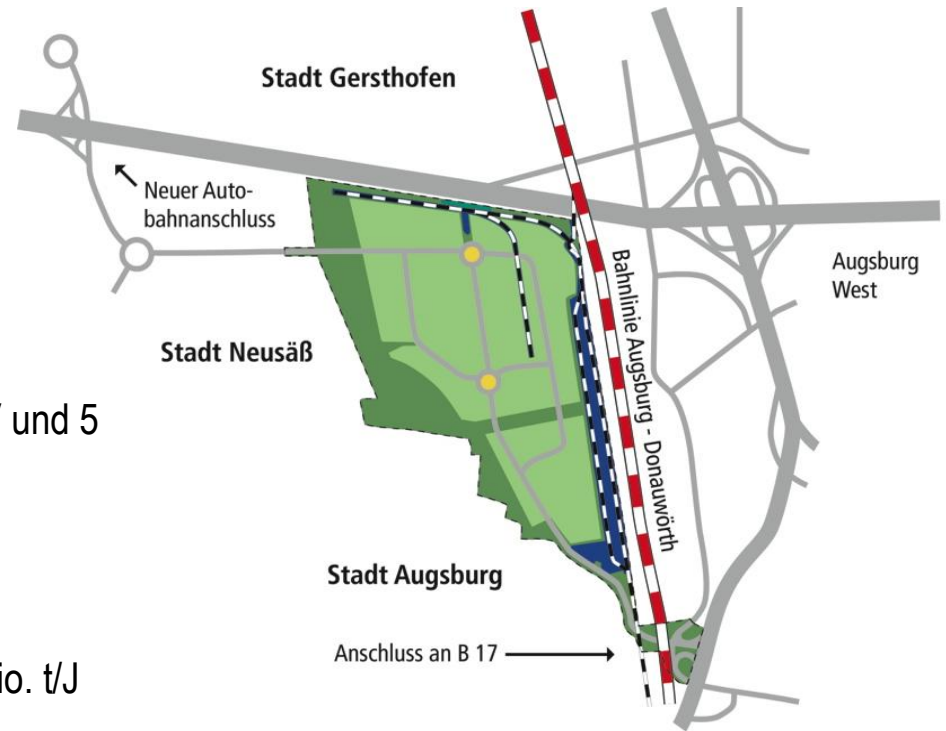 Stadt Gersthofen
Neuer Auto-
bahnanschluss
Augsburg
West
Bahnlinie Augsburg - Donauwörth
Stadt Neusäß
und 5
Stadt Augsburg
Anschluss an B 17
io. t/J